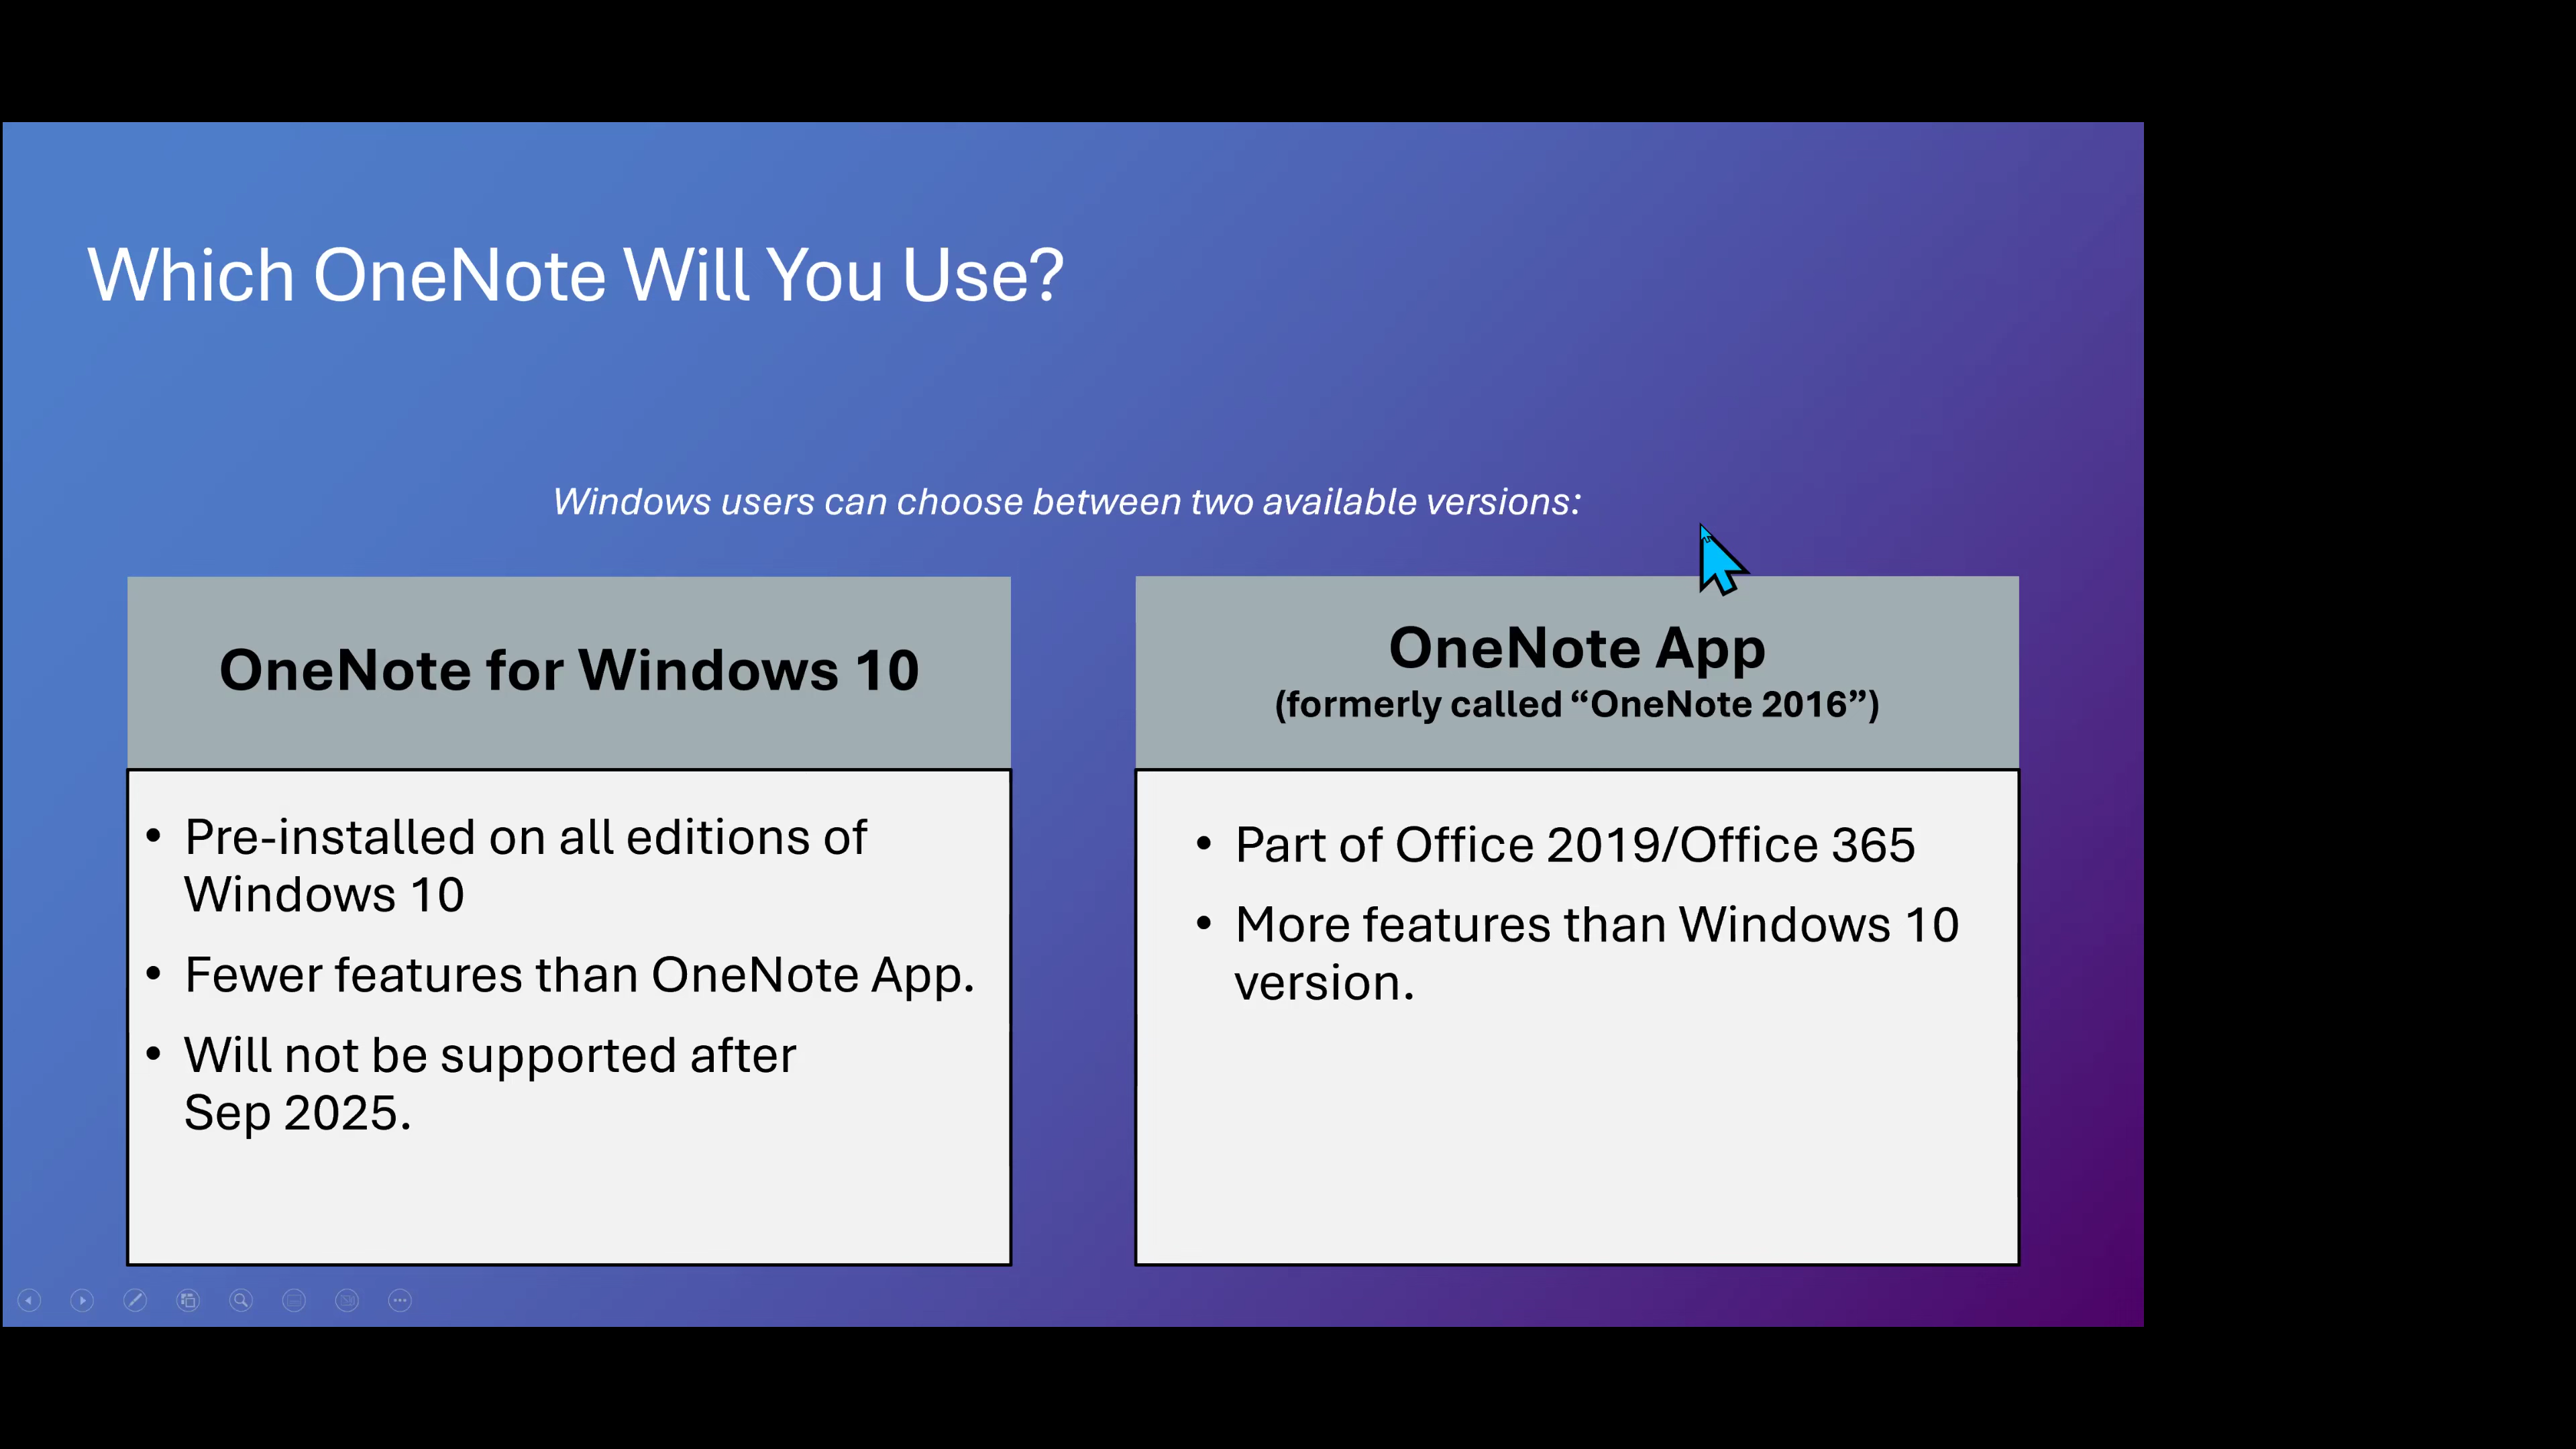 Which OneNote Will You Use?
Windows users can choose between two available versions:
OneNote for Windows 10
• Pre-installed on all editions of
Windows 10
• Fewer features than OneNote App.
• Will not be supported after
Sep 2025.
OneNote App
(formerly called “OneNote 2016”)
• Part of Office 2019/Office 365
• More features than Windows 10
version.